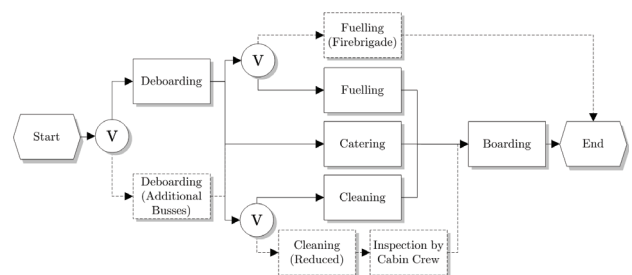 Fuelling
(Firebrigade)
V
Deboarding
Fuelling
Start
V
Catering
Boarding
End
Deboarding
(Additional
Busses)
Cleaning
V
Cleaning
(Reduced)
Inspection by
Cabin Crew